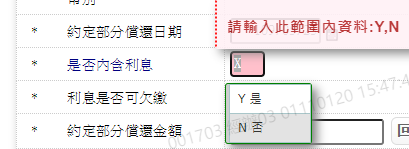 * 約定部分償還日期
請輸入此範圍內資料:Y,N
* 是否內含利息 X
* 利息是否可欠繳
Y 是
N 否
* 約定部分償還金額 回